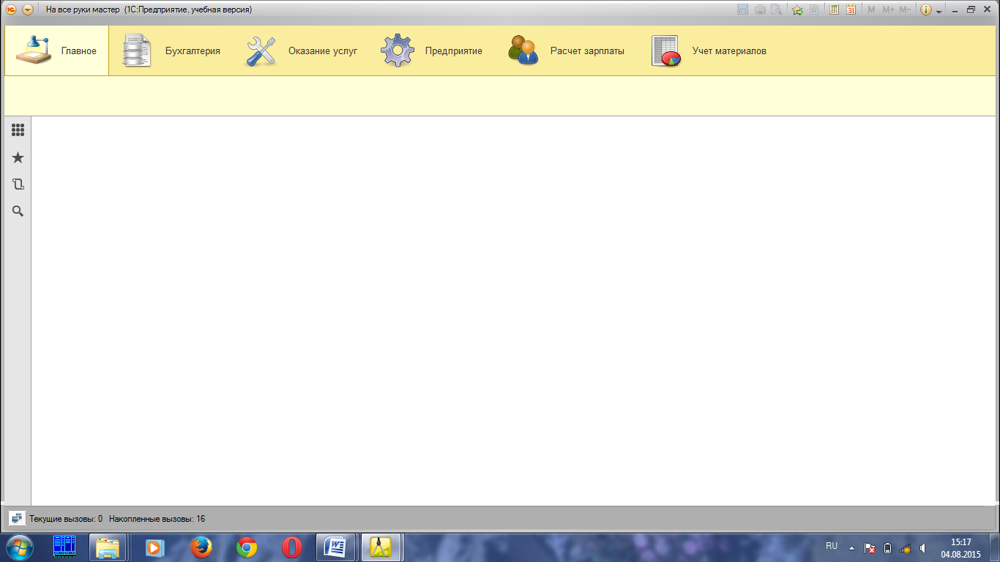 На все руки мастер (1С:Предприятие, учебная версия)
31 M M+ M-
Главное Бухгалтерия Оказание услуг Предприятие Расчет зарплаты Учет материалов
Текущие вызовы: 0 Накопленные вызовы: 16
RU 15:17
04.08.2015